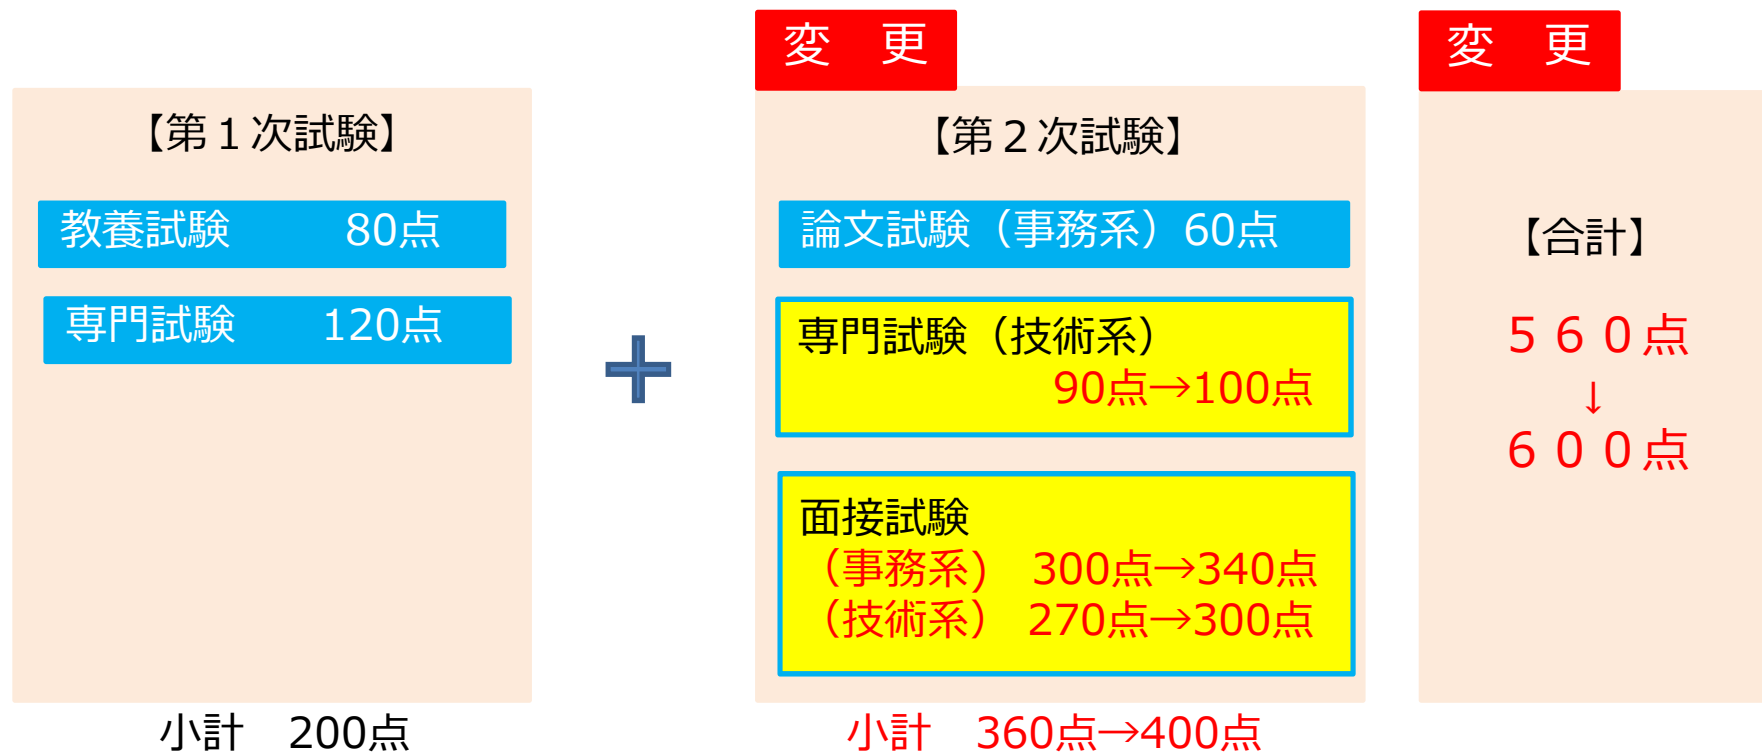 【第１次試験】
教養試験　　80点
専門試験　　120点
小計　200点
変　更
【第２次試験】
論文試験（事務系）60点
専門試験（技術系）
90点→100点
面接試験
（事務系）　300点→340点
（技術系）　270点→300点
小計　360点→400点
変　更
【合計】
５６０点
↓
６００点